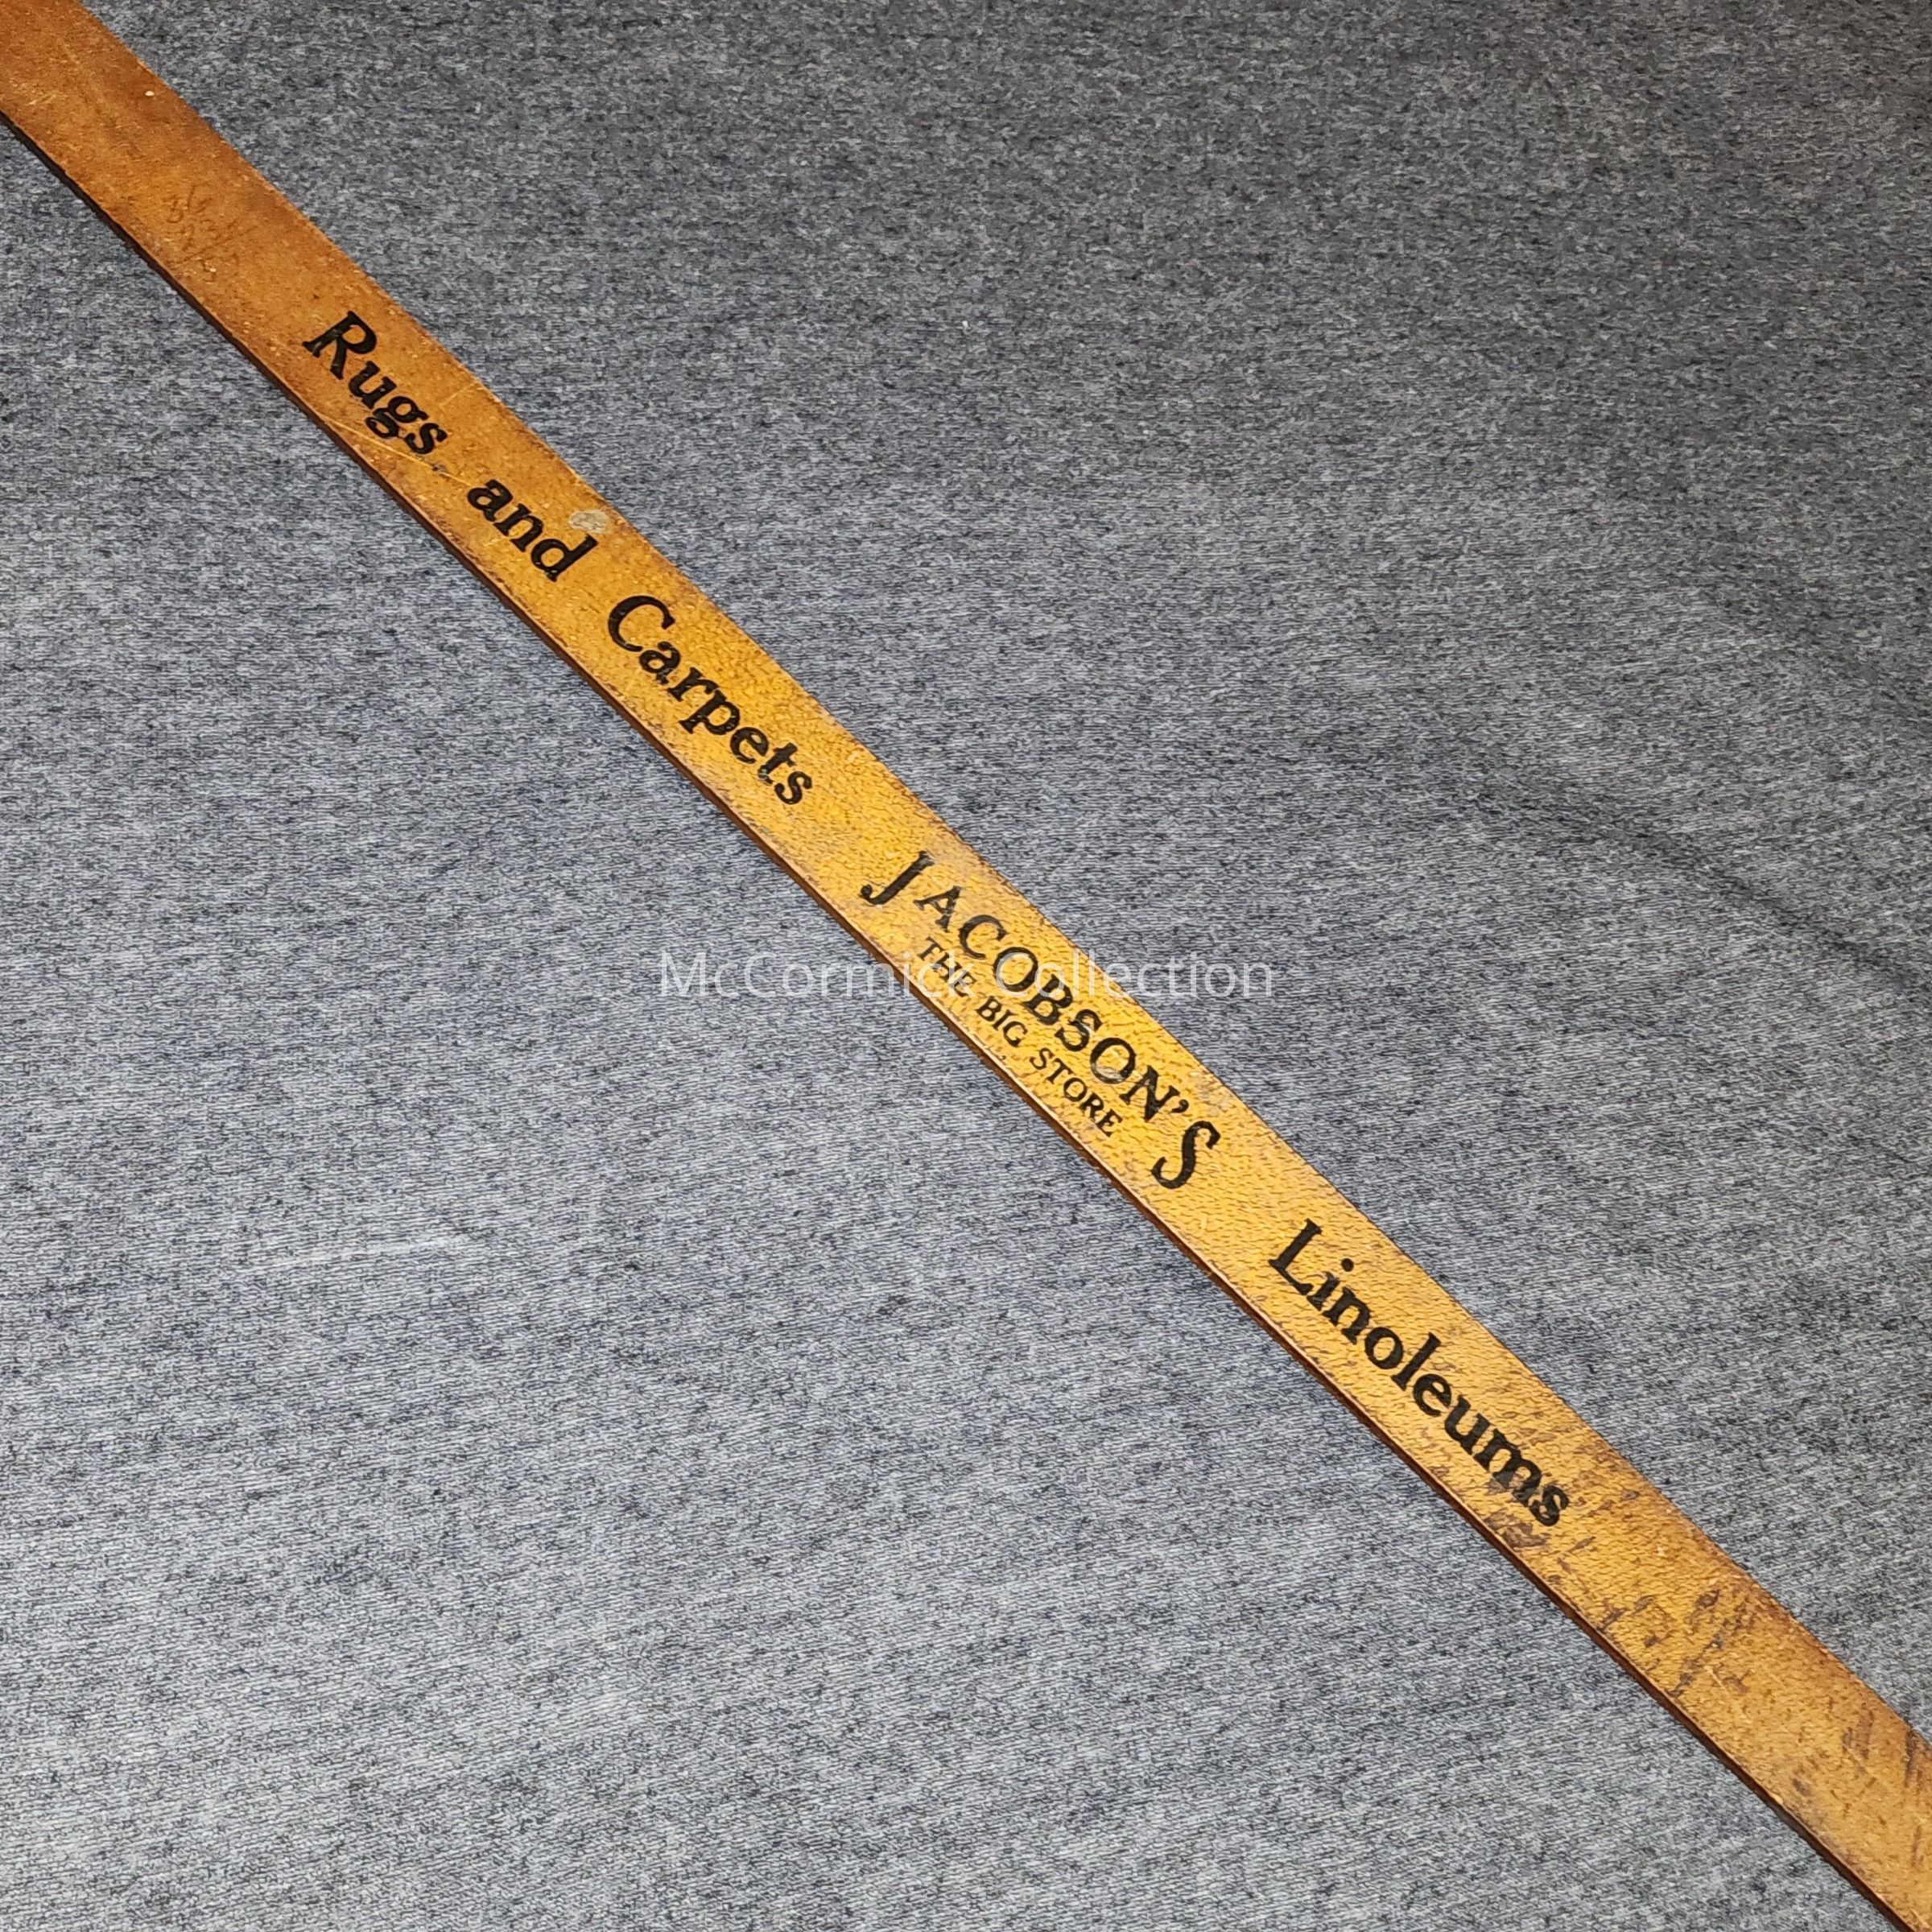 Rugs and Carpets JACOBSON'S Linoleums
THE BIG STORE
McCormick Collection